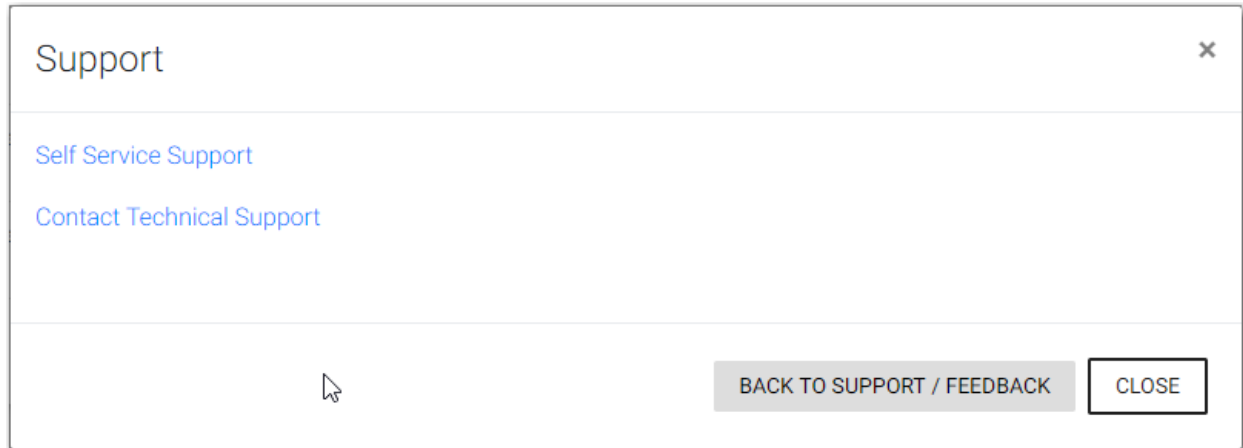 Support
×
Self Service Support
Contact Technical Support
BACK TO SUPPORT / FEEDBACK
CLOSE